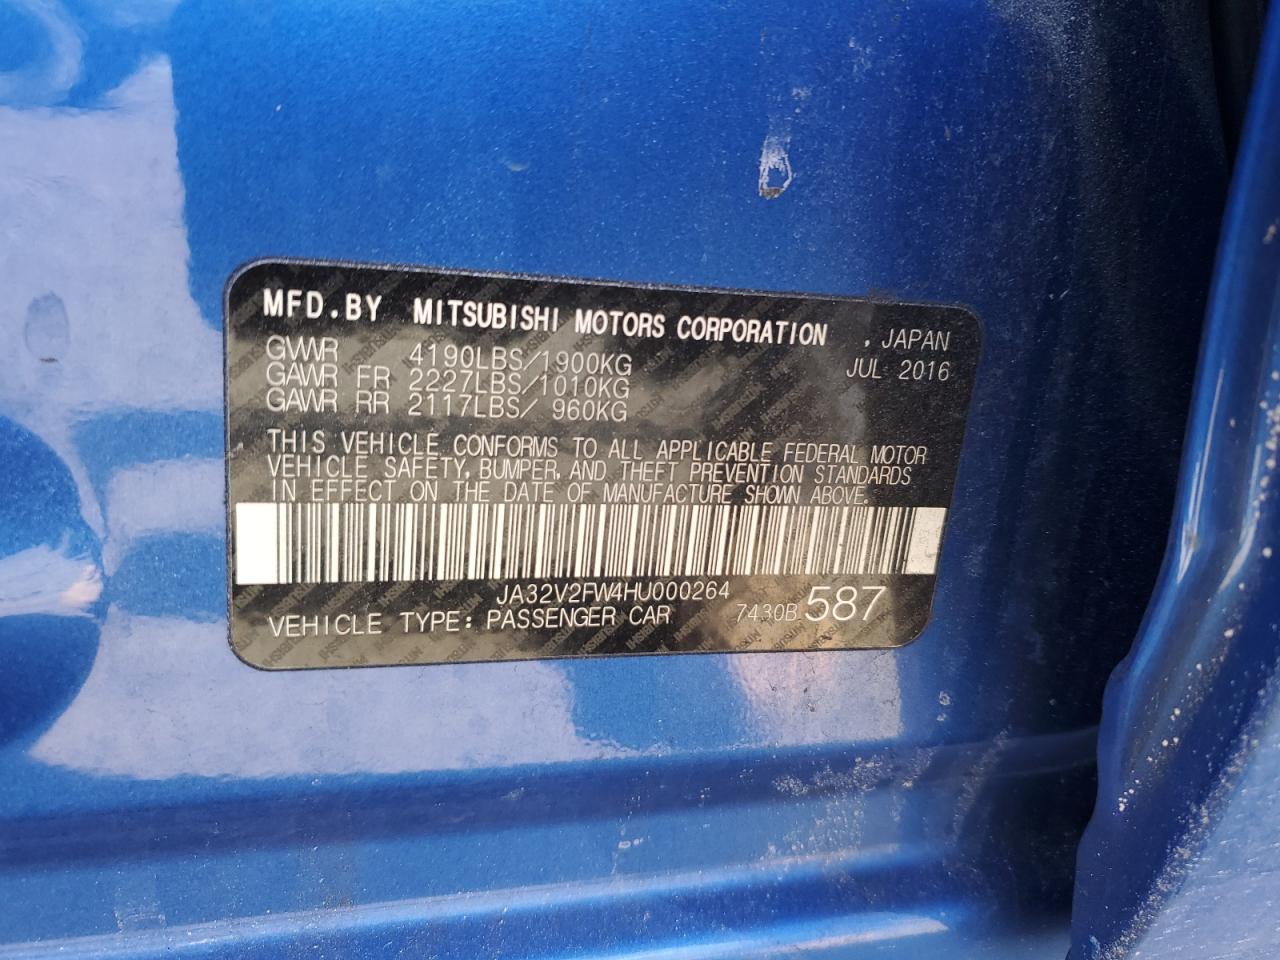 MFD.BY MITSUBISHI MOTORS CORPORATION , JAPAN
GVWR 4190LBS/1900KG JUL 2016
GAWR FR 2227LBS/1010KG
GAWR RR 2117LBS/ 960KG
THIS VEHICLE CONFORMS TO ALL APPLICABLE FEDERAL MOTOR
VEHICLE SAFETY, BUMPER, AND THEFT PREVENTION STANDARDS
IN EFFECT ON THE DATE OF MANUFACTURE SHOWN ABOVE.
JA32V2FW4HU000264
VEHICLE TYPE: PASSENGER CAR 7430B 587